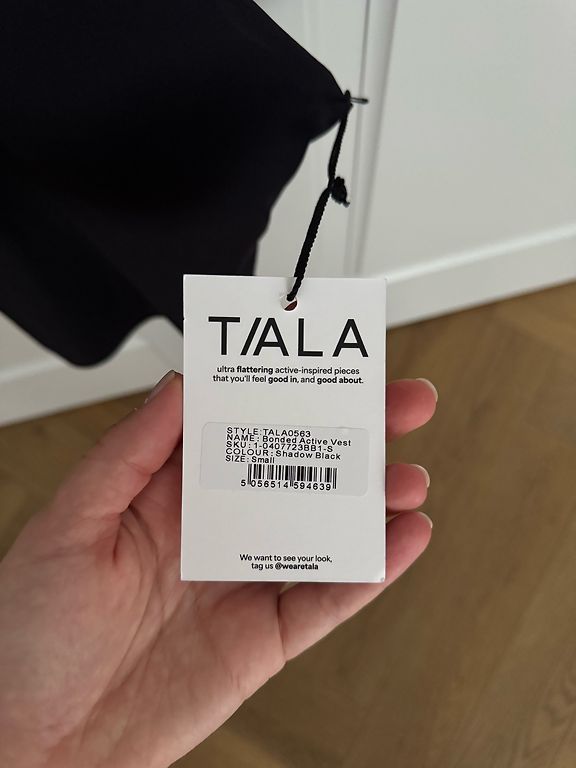 TALA
ultra flattering active-inspired pieces
that you'll feel good in, and good about.
STYLE:TALA0563
NAME: Bonded Active Vest
SKU: 1-0407723BB1-S
COLOUR: Shadow Black
SIZE: Small
5 056514 594639
We want to see your look,
tag us @wearetala